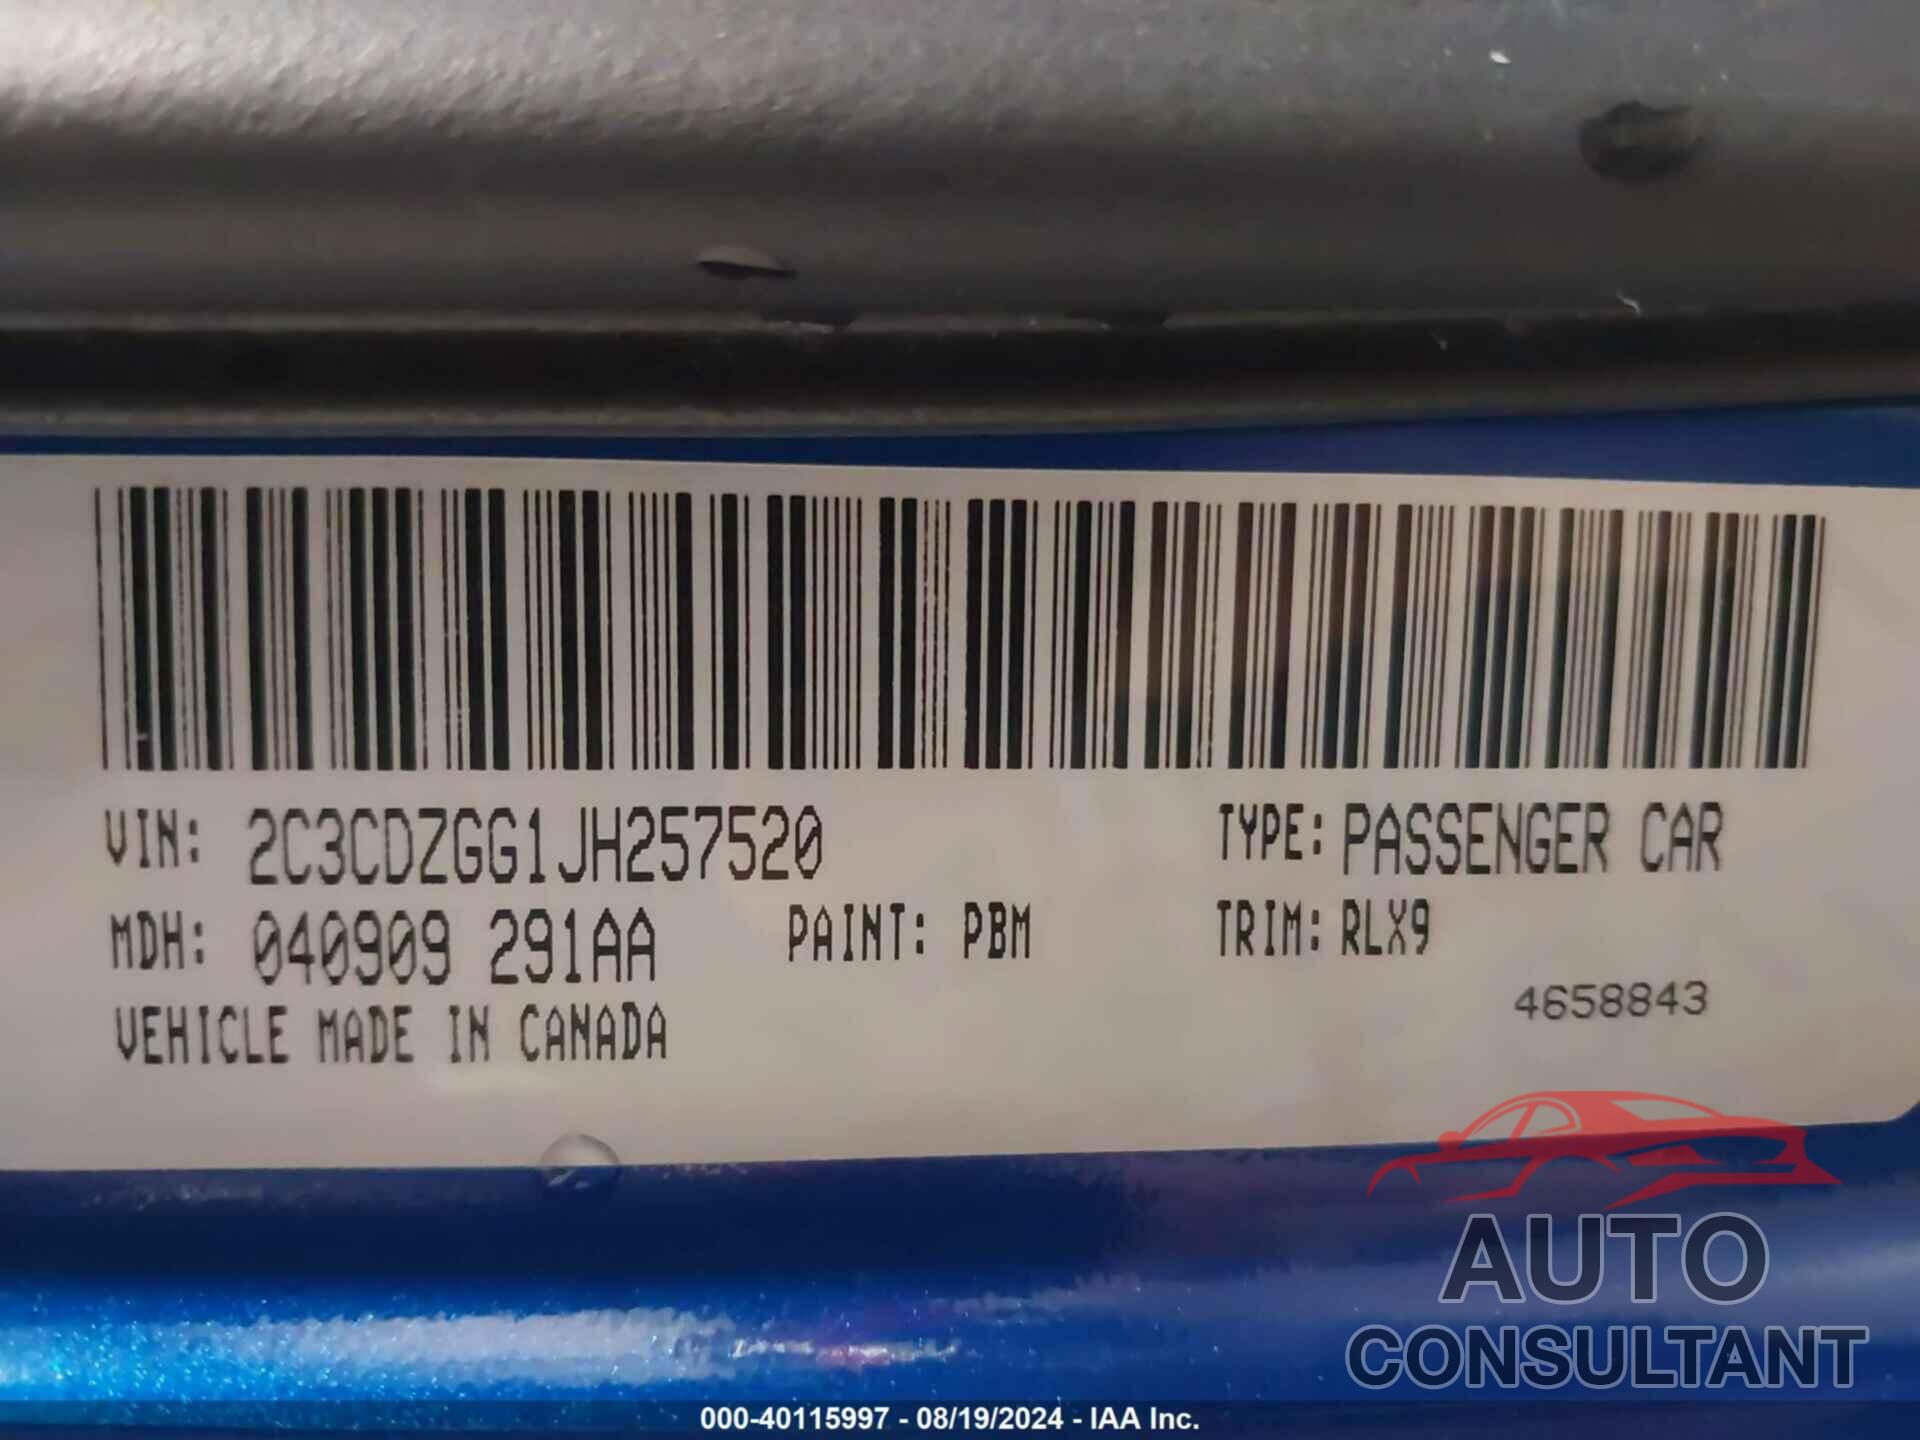 VIN: 2C3CDZGG1JH257520 TYPE: PASSENGER CAR
MDH: 040909 291AA PAINT: PBM TRIM: RLX9
VEHICLE MADE IN CANADA 4658843
AUTO
CONSULTANT
000-40115997 - 08/19/2024 - IAA Inc.